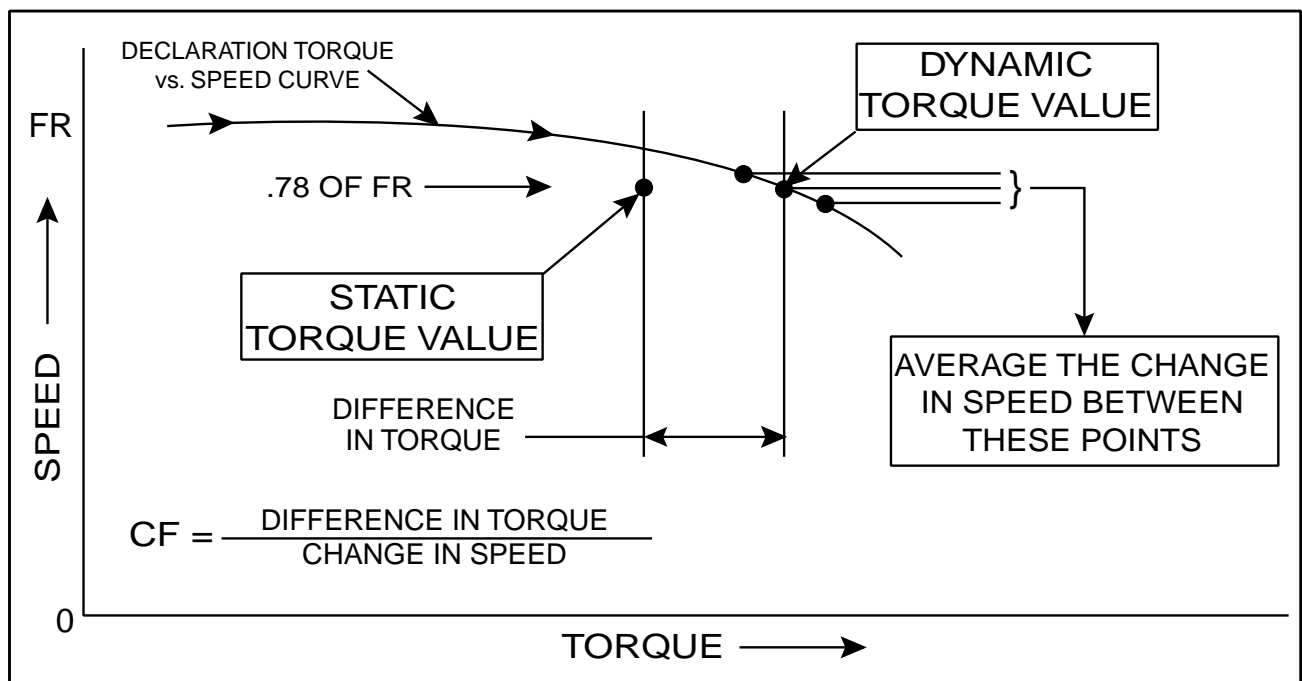 DECLARATION TORQUE
vs. SPEED CURVE
DYNAMIC
TORQUE VALUE
FR
.78 OF FR
}
STATIC
TORQUE VALUE
SPEED
AVERAGE THE CHANGE
IN SPEED BETWEEN
THESE POINTS
DIFFERENCE
IN TORQUE
CF = DIFFERENCE IN TORQUE
CHANGE IN SPEED
0
TORQUE